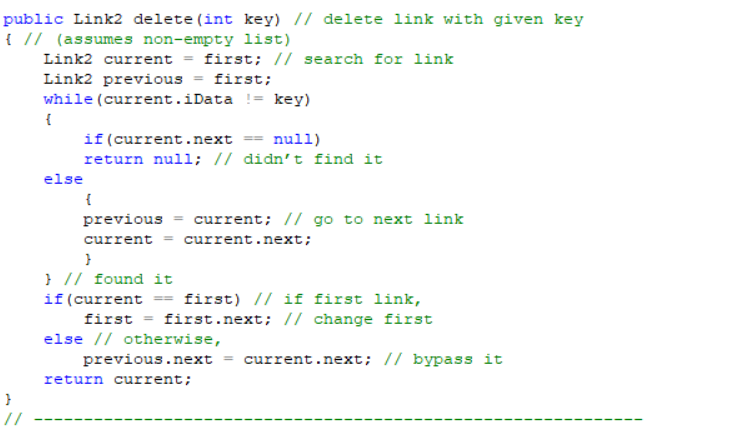 public Link2 delete(int key) // delete link with given key
{ // (assumes non-empty list)
    Link2 current = first; // search for link
    Link2 previous = first;
    while(current.iData != key)
    {
        if(current.next == null)
        return null; // didn’t find it
    else
        {
        previous = current; // go to next link
        current = current.next;
        }
    } // found it
    if(current == first) // if first link,
        first = first.next; // change first
    else // otherwise,
        previous.next = current.next; // bypass it
    return current;
}
// -------------------------------------------------------------